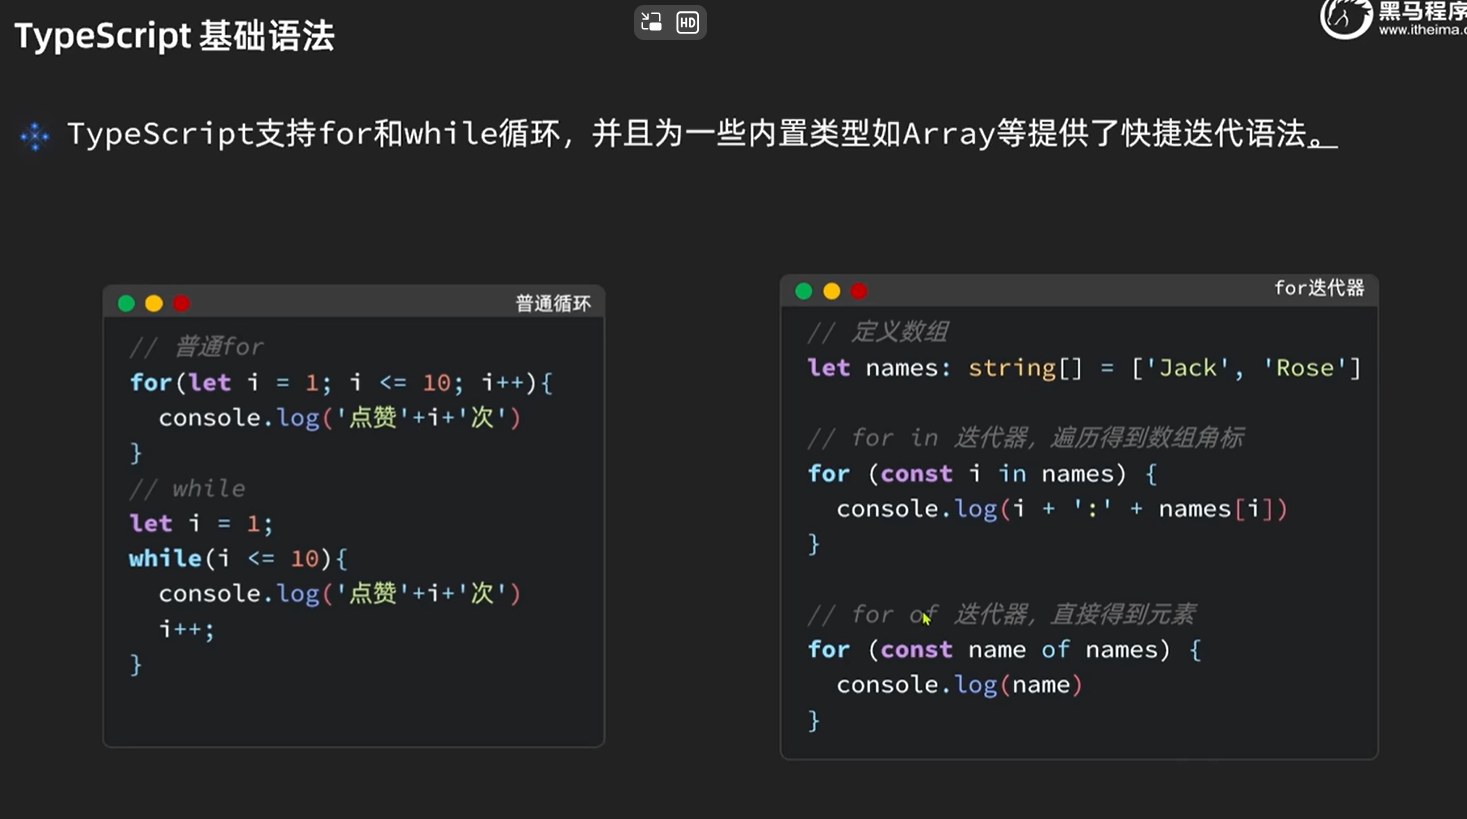 TypeScript 基础语法
HD
黑马程序
www.itheima.c
TypeScript支持for和while循环，并且为一些内置类型如Array等提供了快捷迭代语法。
普通循环
// 普通for
for(let i = 1; i <= 10; i++){
console.log('点赞'+i+'次')
}
// while
let i = 1;
while(i <= 10){
console.log('点赞'+i+'次')
i++;
}
for迭代器
// 定义数组
let names: string[] = ['Jack', 'Rose']
// for in 迭代器，遍历得到数组角标
for (const i in names) {
console.log(i + ':' + names[i])
}
// for of 迭代器，直接得到元素
for (const name of names) {
console.log(name)
}